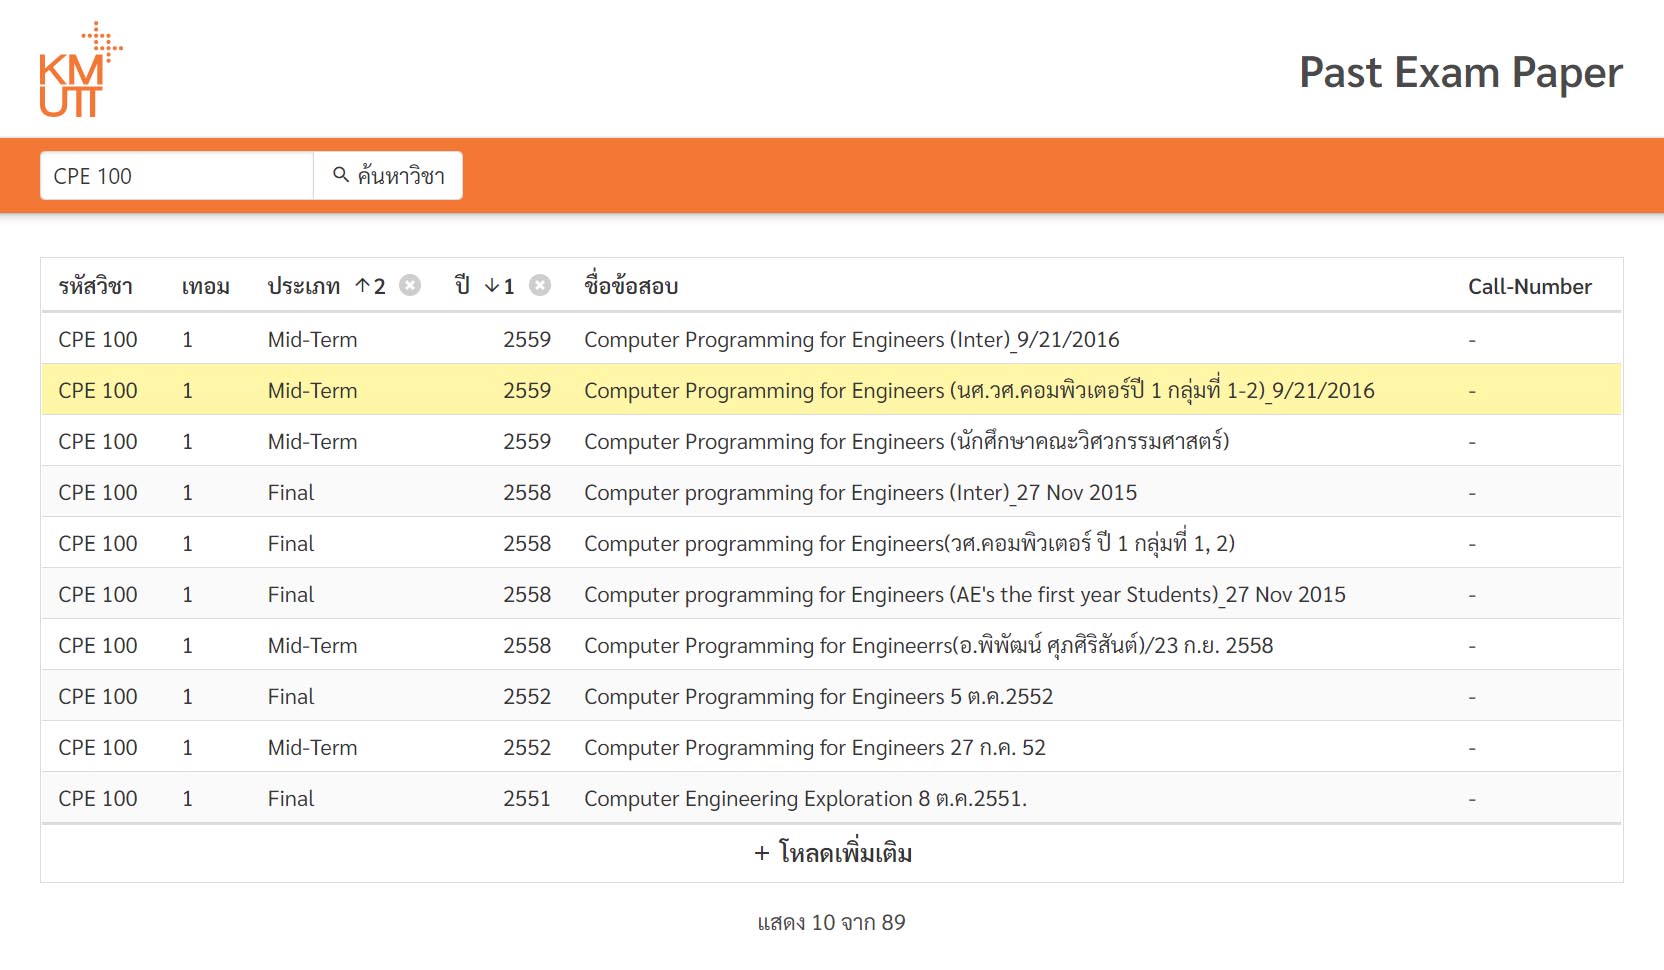 KM
UTT
Past Exam Paper
CPE 100 ค้นหาวิชา
รหัสวิชา เทอม ประเภท ↑2 ปี ↓1 ชื่อข้อสอบ Call-Number
CPE 100 1 Mid-Term 2559 Computer Programming for Engineers (Inter)_9/21/2016 -
CPE 100 1 Mid-Term 2559 Computer Programming for Engineers (นศ.วศ.คอมพิวเตอร์ปี 1 กลุ่มที่ 1-2)_9/21/2016 -
CPE 100 1 Mid-Term 2559 Computer Programming for Engineers (นักศึกษาคณะวิศวกรรมศาสตร์) -
CPE 100 1 Final 2558 Computer programming for Engineers (Inter)_27 Nov 2015 -
CPE 100 1 Final 2558 Computer programming for Engineers(วศ.คอมพิวเตอร์ ปี 1 กลุ่มที่ 1, 2) -
CPE 100 1 Final 2558 Computer programming for Engineers (AE's the first year Students)_27 Nov 2015 -
CPE 100 1 Mid-Term 2558 Computer Programming for Engineerrs(อ.พิพัฒน์ ศุภศิริสันต์)/23 ก.ย. 2558 -
CPE 100 1 Final 2552 Computer Programming for Engineers 5 ต.ค.2552 -
CPE 100 1 Mid-Term 2552 Computer Programming for Engineers 27 ก.ค. 52 -
CPE 100 1 Final 2551 Computer Engineering Exploration 8 ต.ค.2551. -
+ โหลดเพิ่มเติม
แสดง 10 จาก 89